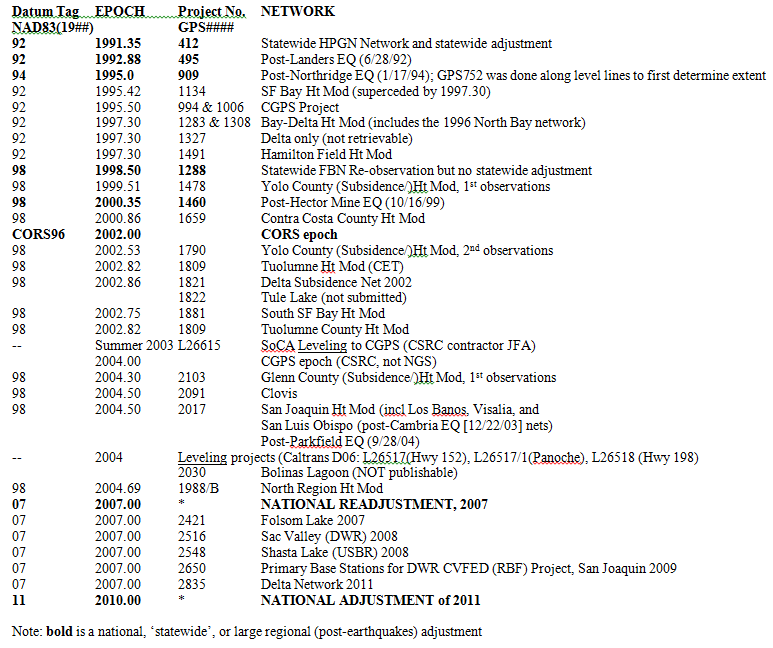 Datum Tag EPOCH Project No. NETWORK
NAD83(19##) GPS####
92 1991.35 412 Statewide HPGN Network and statewide adjustment
92 1992.88 495 Post-Landers EQ (6/28/92)
94 1995.0 909 Post-Northridge EQ (1/17/94); GPS752 was done along level lines to first determine extent
92 1995.42 1134 SF Bay Ht Mod (superceded by 1997.30)
92 1995.50 994 & 1006 CGPS Project
92 1997.30 1283 & 1308 Bay-Delta Ht Mod (includes the 1996 North Bay network)
92 1997.30 1327 Delta only (not retrievable)
92 1997.30 1491 Hamilton Field Ht Mod
98 1998.50 1288 Statewide FBN Re-observation but no statewide adjustment
98 1999.51 1478 Yolo County (Subsidence/)Ht Mod, 1st observations
98 2000.35 1460 Post-Hector Mine EQ (10/16/99)
98 2000.86 1659 Contra Costa County Ht Mod
CORS96 2002.00 CORS epoch
98 2002.53 1790 Yolo County (Subsidence/)Ht Mod, 2nd observations
98 2002.82 1809 Tuolumne Ht Mod (CET)
98 2002.86 1821 Delta Subsidence Net 2002
1822 Tule Lake (not submitted)
98 2002.75 1881 South SF Bay Ht Mod
98 2002.82 1809 Tuolomne County Ht Mod
-- Summer 2003 L26615 SoCA Leveling to CGPS (CSRC contractor JFA)
2004.00 CGPS epoch (CSRC, not NGS)
98 2004.30 2103 Glenn County (Subsidence/)Ht Mod, 1st observations
98 2004.50 2091 Clovis
98 2004.50 2017 San Joaquin Ht Mod (incl Los Banos, Visalia, and
San Luis Obispo (post-Cambria EQ [12/22/03] nets)
Post-Parkfield EQ (9/28/04)
-- 2004 Leveling projects (Caltrans D06: L26517(Hwy 152), L26517/1(Panoche), L26518 (Hwy 198)
2030 Bolinas Lagoon (NOT publishable)
98 2004.69 1988/B North Region Ht Mod
07 2007.00 * NATIONAL READJUSTMENT, 2007
07 2007.00 2421 Folsom Lake 2007
07 2007.00 2516 Sac Valley (DWR) 2008
07 2007.00 2548 Shasta Lake (USBR) 2008
07 2007.00 2650 Primary Base Stations for DWR CVFED (RBF) Project, San Joaquin 2009
07 2007.00 2835 Delta Network 2011
11 2010.00 * NATIONAL ADJUSTMENT of 2011
Note: bold is a national, ‘statewide’, or large regional (post-earthquakes) adjustment